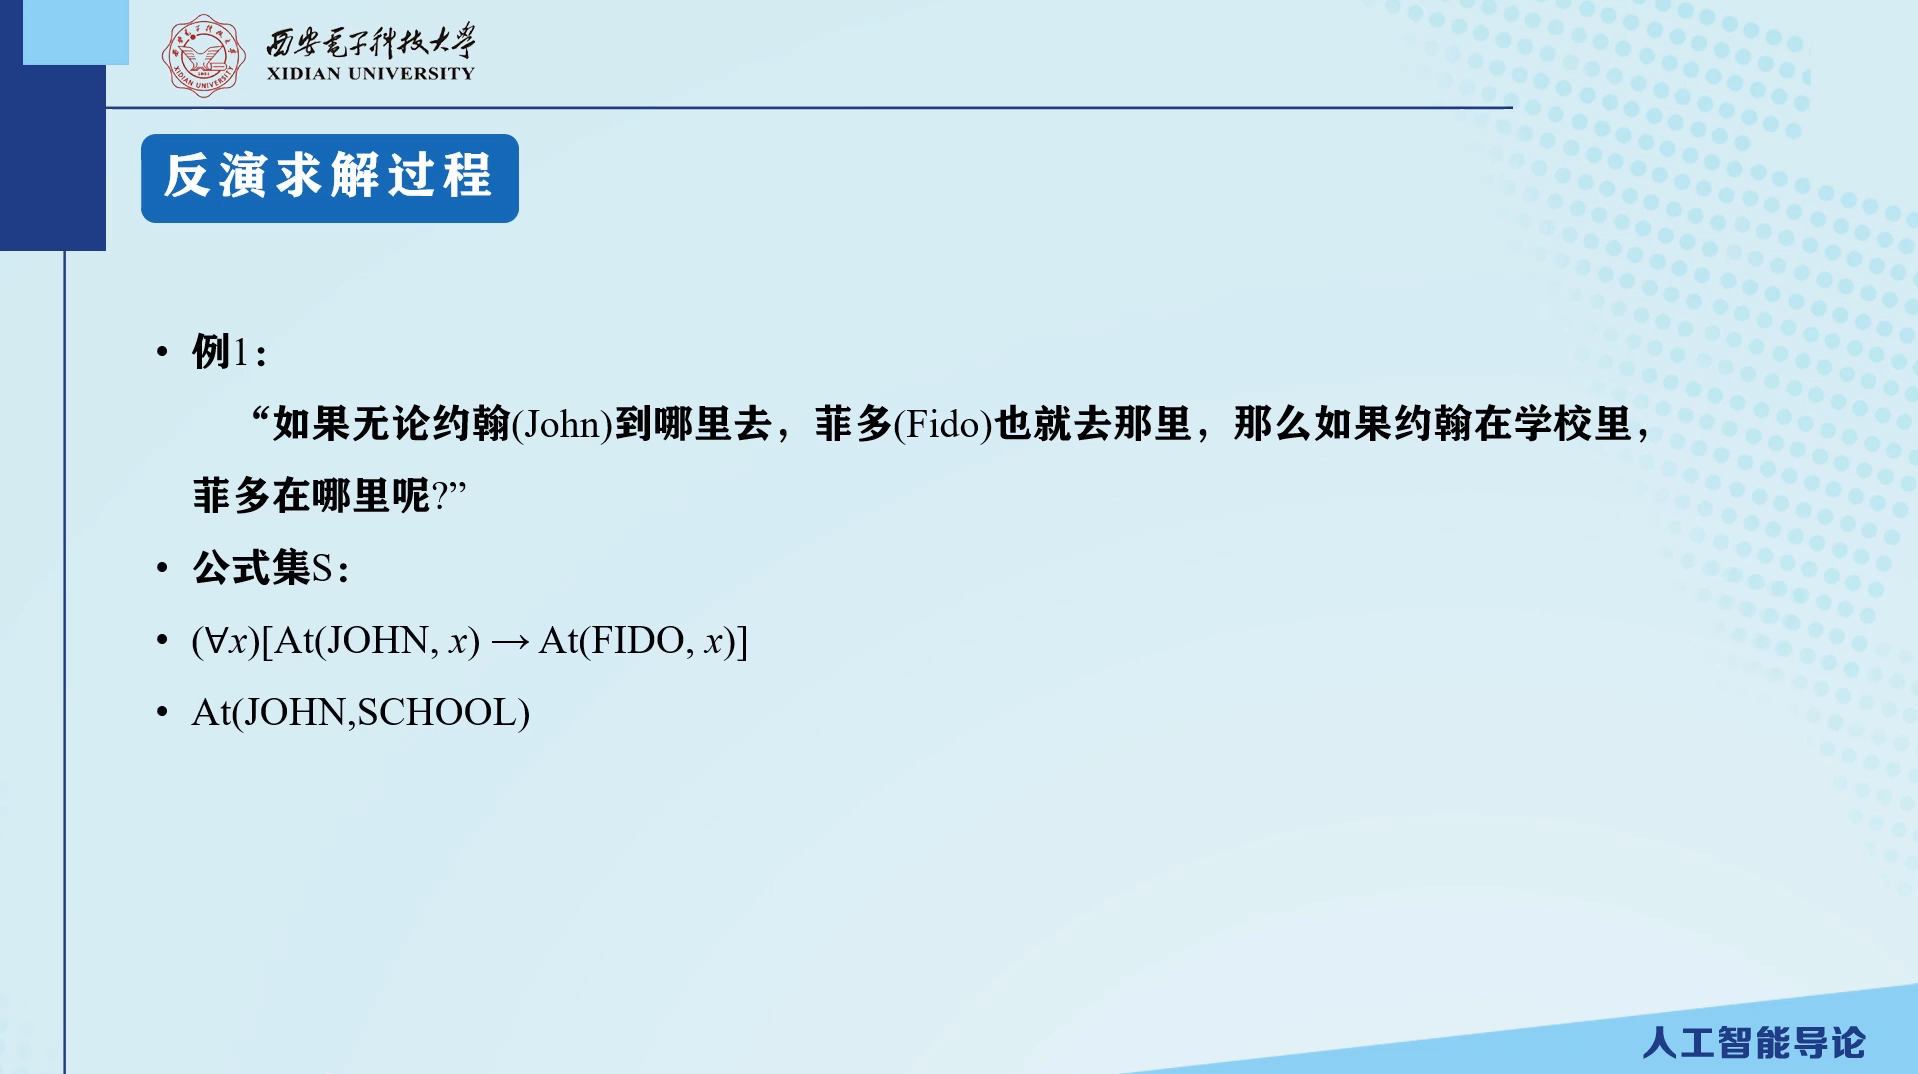 西安电子科技大学
XIDIAN UNIVERSITY
反演求解过程
• 例1：
“如果无论约翰(John)到哪里去，菲多(Fido)也就去那里，那么如果约翰在学校里，
菲多在哪里呢?”
• 公式集S：
• (∀x)[At(JOHN, x) → At(FIDO, x)]
• At(JOHN,SCHOOL)
人工智能导论